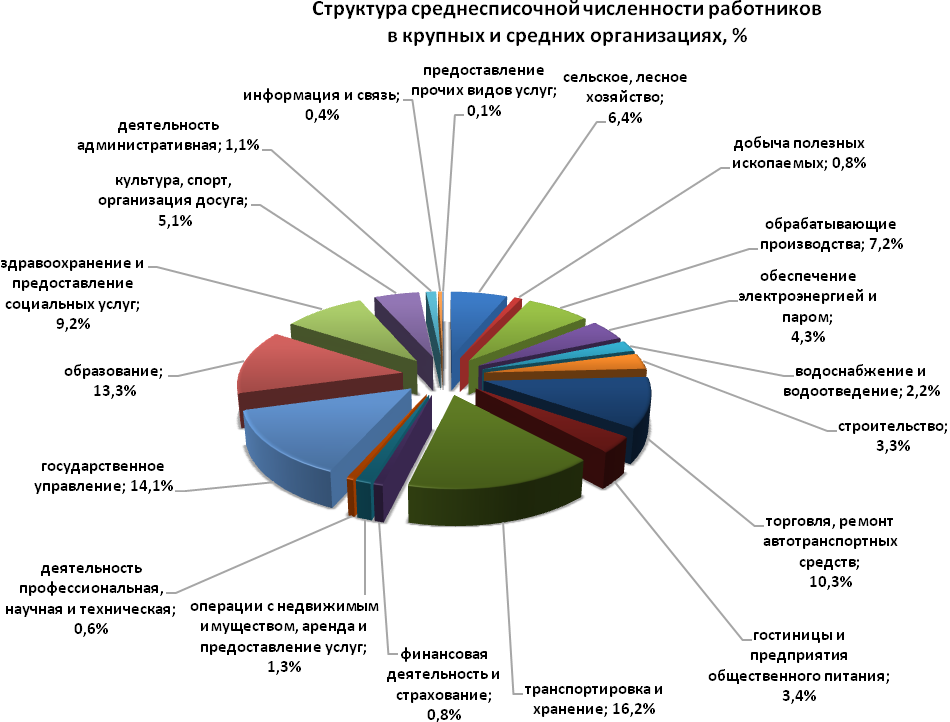 Структура среднесписочной численности работников
в крупных и средних организациях, %
предоставление
прочих видов услуг;
0,1%
сельское, лесное
хозяйство;
6,4%
добыча полезных
ископаемых; 0,8%
обрабатывающие
производства; 7,2%
обеспечение
электроэнергией и
паром;
4,3%
водоснабжение и
водоотведение; 2,2%
строительство;
3,3%
торговля, ремонт
автотранспортных
средств;
10,3%
гостиницы и
предприятия
общественного питания;
3,4%
транспортировка и
хранение; 16,2%
финансовая
деятельность и
страхование;
0,8%
операции с недвижимым
имуществом, аренда и
предоставление услуг;
1,3%
деятельность
профессиональная,
научная и техническая;
0,6%
государственное
управление; 14,1%
образование;
13,3%
здравоохранение и
предоставление
социальных услуг;
9,2%
культура, спорт,
организация досуга;
5,1%
деятельность
административная; 1,1%
информация и связь;
0,4%